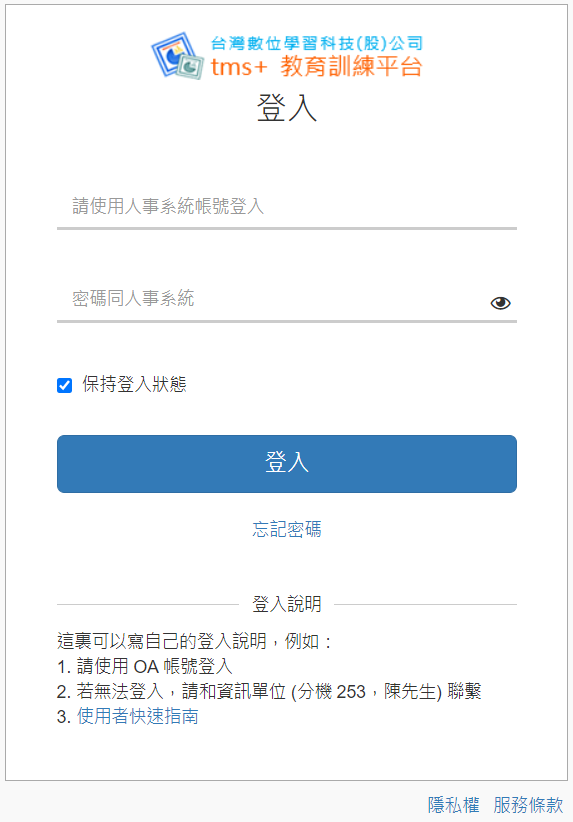 台灣數位學習科技(股)公司
tms+ 教育訓練平台
登入
請使用人事系統帳號登入
密碼同人事系統
保持登入狀態
登入
忘記密碼
登入說明
這裏可以寫自己的登入說明，例如：
1. 請使用 OA 帳號登入
2. 若無法登入，請和資訊單位 (分機 253，陳先生) 聯繫
3. 使用者快速指南
隱私權 服務條款